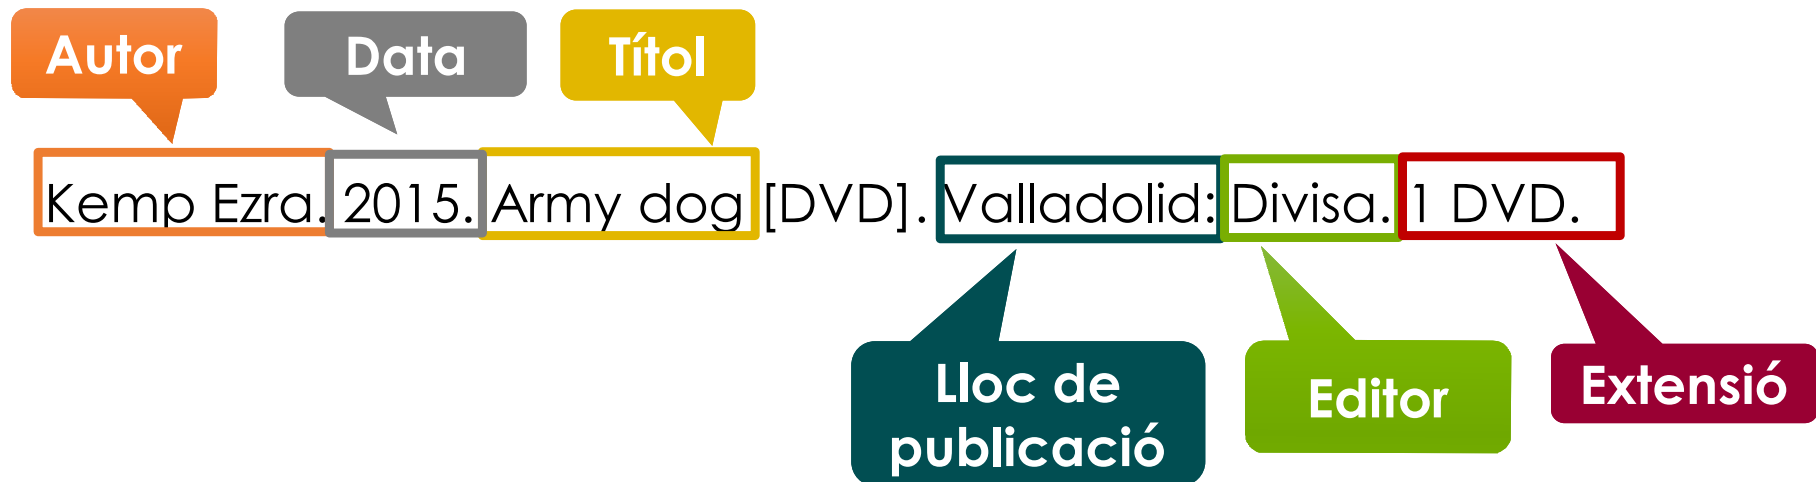 Autor
Data
Títol
Kemp Ezra. 2015. Army dog [DVD]. Valladolid: Divisa. 1 DVD.
Lloc de
publicació
Editor
Extensió